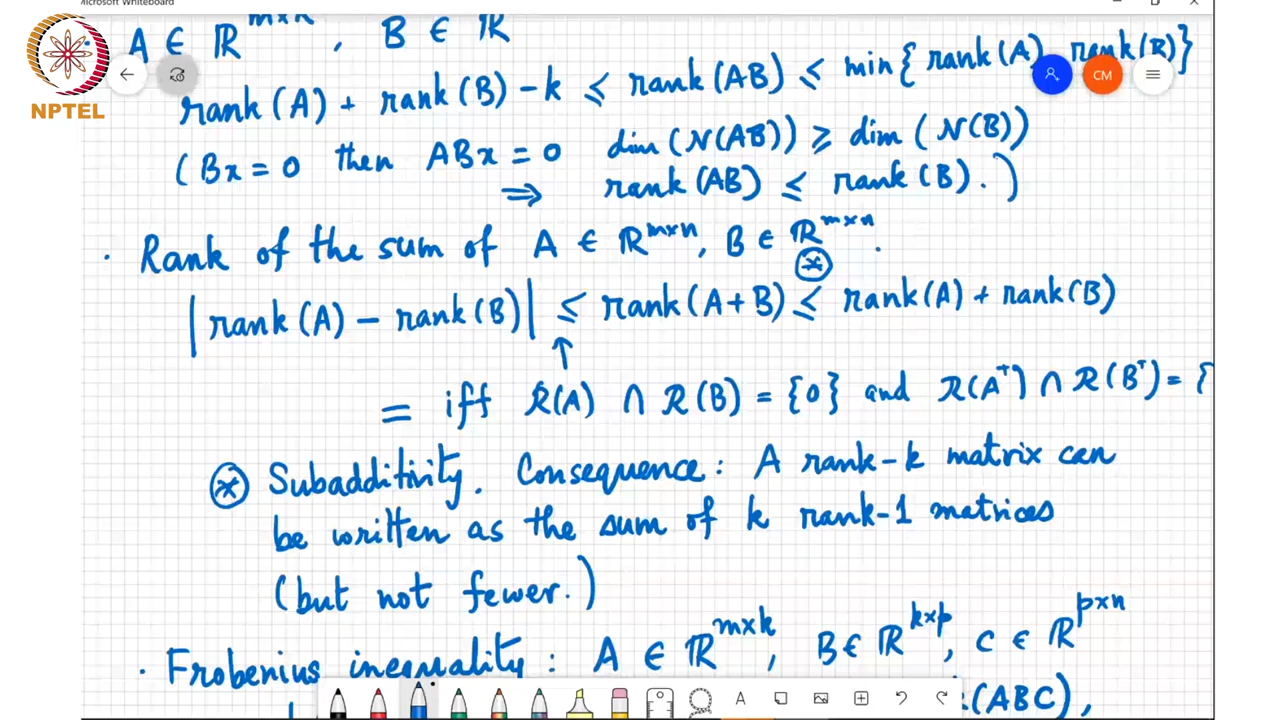 Microsoft Whiteboard
NPTEL
CM
· A ∈ ℝ^{m×k}, B ∈ ℝ
rank(A) + rank(B) - k ≤ rank(AB) ≤ min{rank(A), rank(B)}
(Bx = 0 then ABx = 0 dim(N(AB)) ≥ dim(N(B))
⇒ rank(AB) ≤ rank(B).)
· Rank of the sum of A ∈ ℝ^{m×n}, B ∈ ℝ^{m×n}.
|rank(A) - rank(B)| ≤ rank(A+B) ≤ rank(A) + rank(B)
= iff R(A) ∩ R(B) = {0} and R(A^T) ∩ R(B^T) = {
* Subadditivity. Consequence: A rank-k matrix can
be written as the sum of k rank-1 matrices
(but not fewer.)
· Frobenius inequality: A ∈ ℝ^{m×k}, B ∈ ℝ^{k×p}, C ∈ ℝ^{p×n}
(ABC),